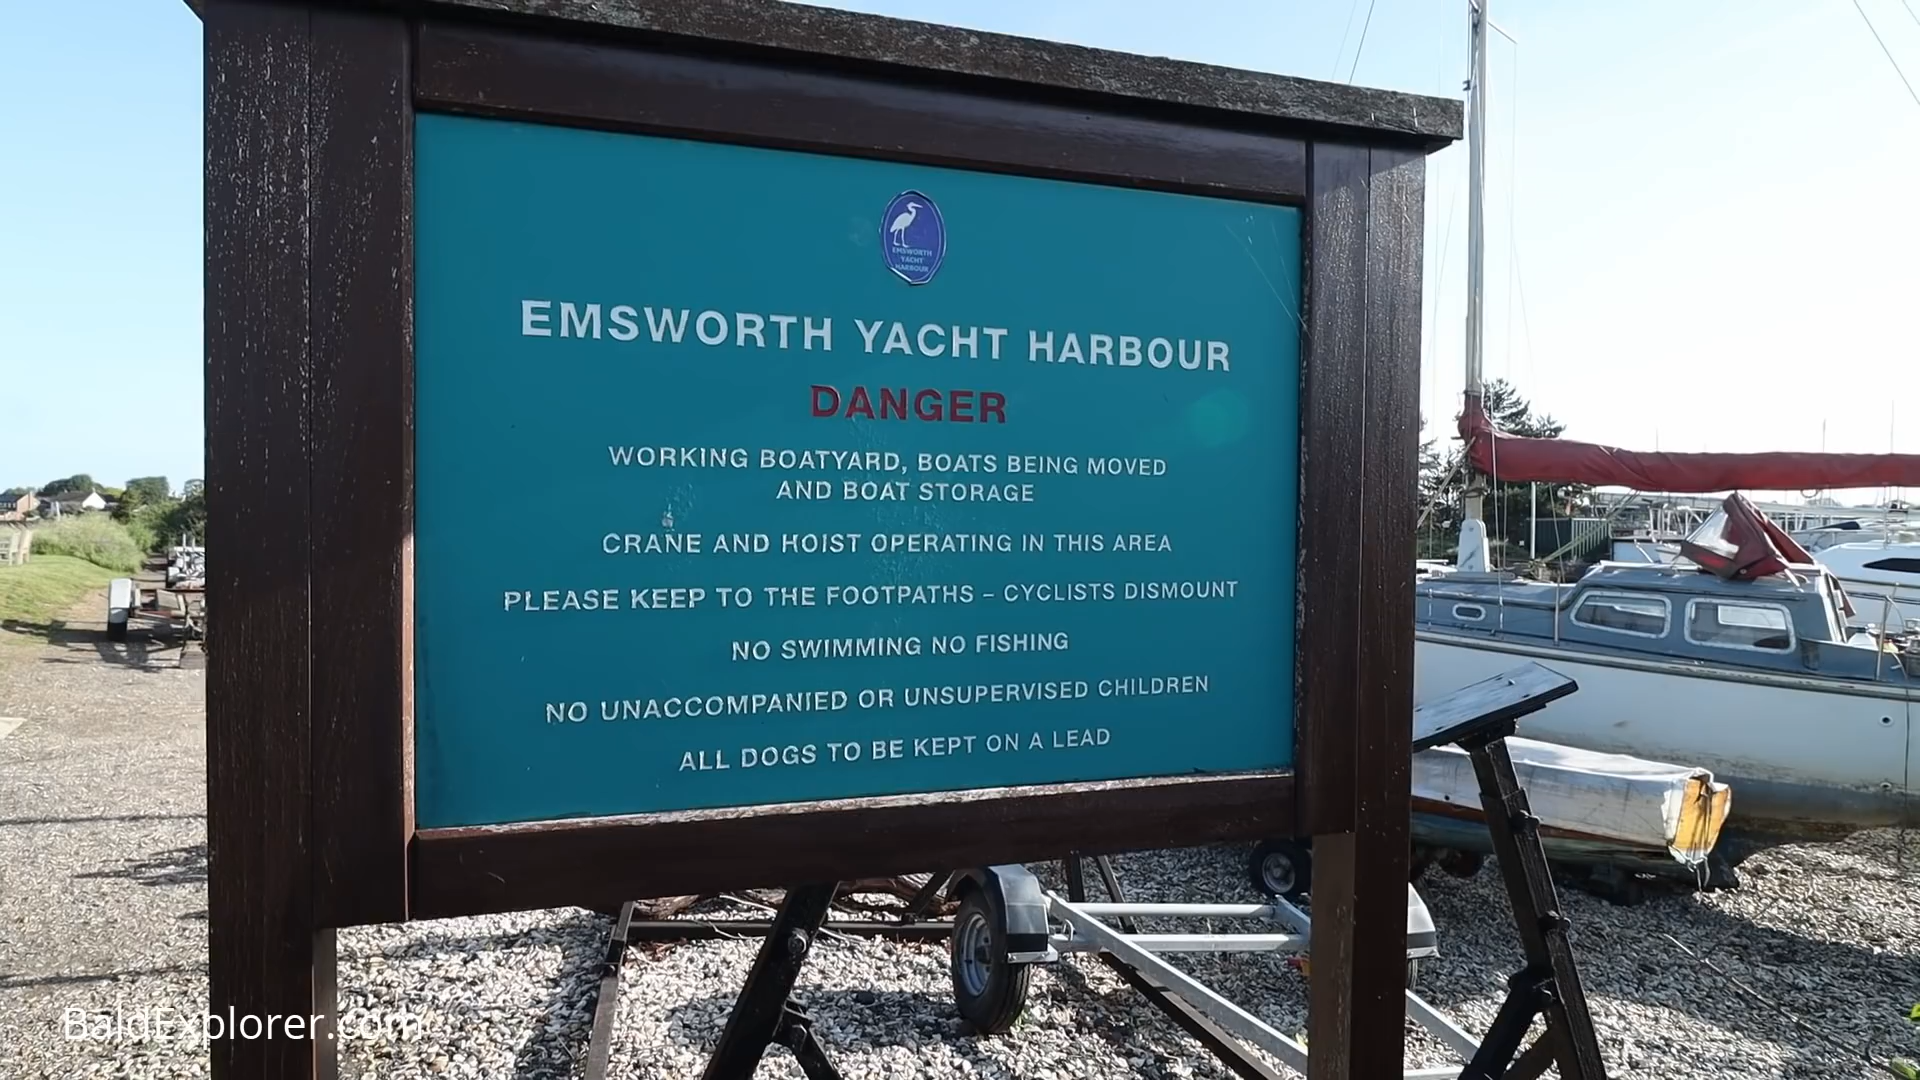 EMSWORTH
YACHT
HARBOUR
EMSWORTH YACHT HARBOUR
DANGER
WORKING BOATYARD, BOATS BEING MOVED
AND BOAT STORAGE
CRANE AND HOIST OPERATING IN THIS AREA
PLEASE KEEP TO THE FOOTPATHS – CYCLISTS DISMOUNT
NO SWIMMING NO FISHING
NO UNACCOMPANIED OR UNSUPERVISED CHILDREN
ALL DOGS TO BE KEPT ON A LEAD
BaldExplorer.com